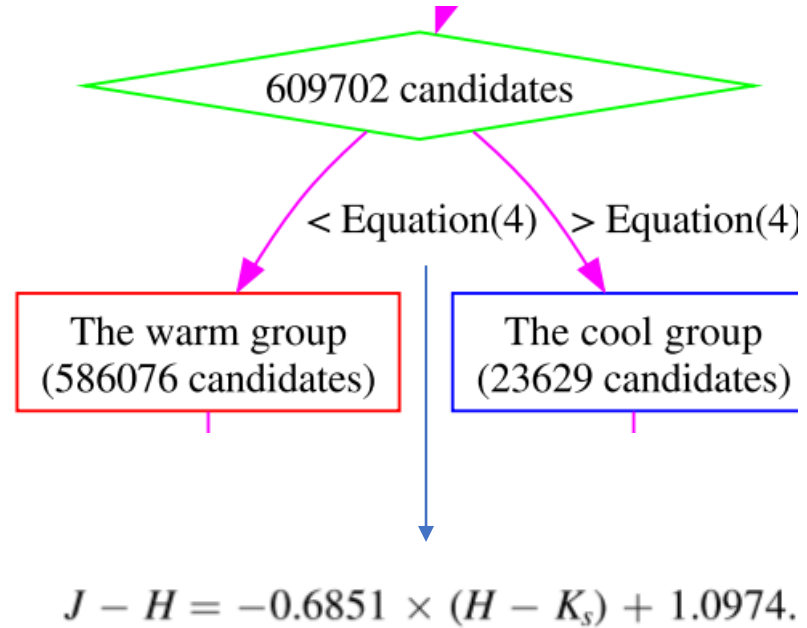 609702 candidates
< Equation(4)
> Equation(4)
The warm group
(586076 candidates)
The cool group
(23629 candidates)
J − H = −0.6851 × (H − Kₛ) + 1.0974.